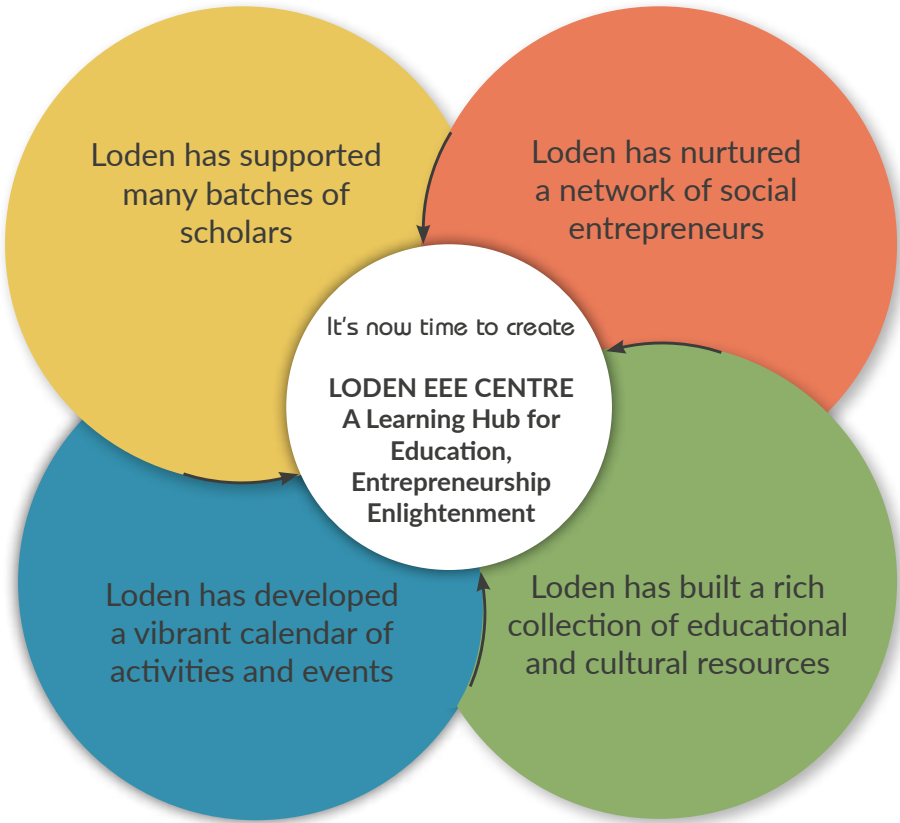 Loden has supported
many batches of
scholars
Loden has nurtured
a network of social
entrepreneurs
It's now time to create
LODEN EEE CENTRE
A Learning Hub for
Education,
Entrepreneurship
Enlightenment
Loden has developed
a vibrant calendar of
activities and events
Loden has built a rich
collection of educational
and cultural resources